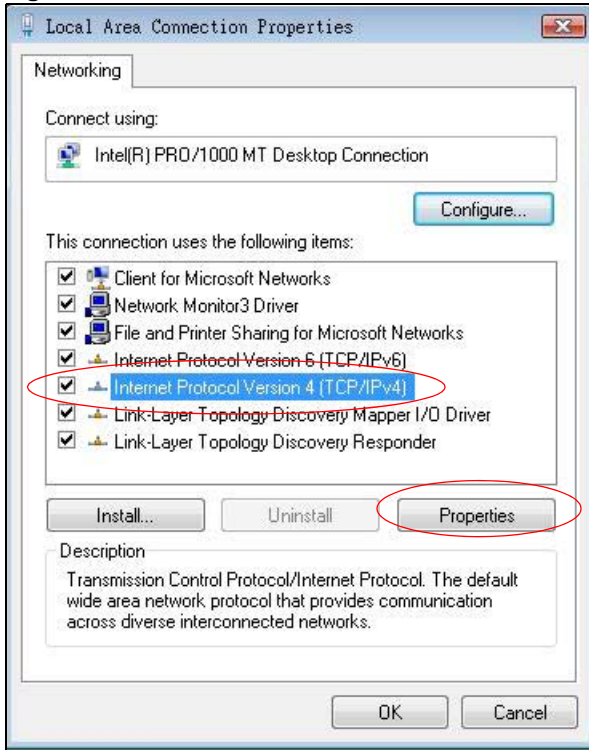 Local Area Connection Properties
Networking
Connect using:
Intel(R) PRO/1000 MT Desktop Connection
Configure...
This connection uses the following items:
Client for Microsoft Networks
Network Monitor3 Driver
File and Printer Sharing for Microsoft Networks
Internet Protocol Version 6 (TCP/IPv6)
Internet Protocol Version 4 (TCP/IPv4)
Link-Layer Topology Discovery Mapper I/O Driver
Link-Layer Topology Discovery Responder
Install... Uninstall Properties
Description
Transmission Control Protocol/Internet Protocol. The default
wide area network protocol that provides communication
across diverse interconnected networks.
OK Cancel